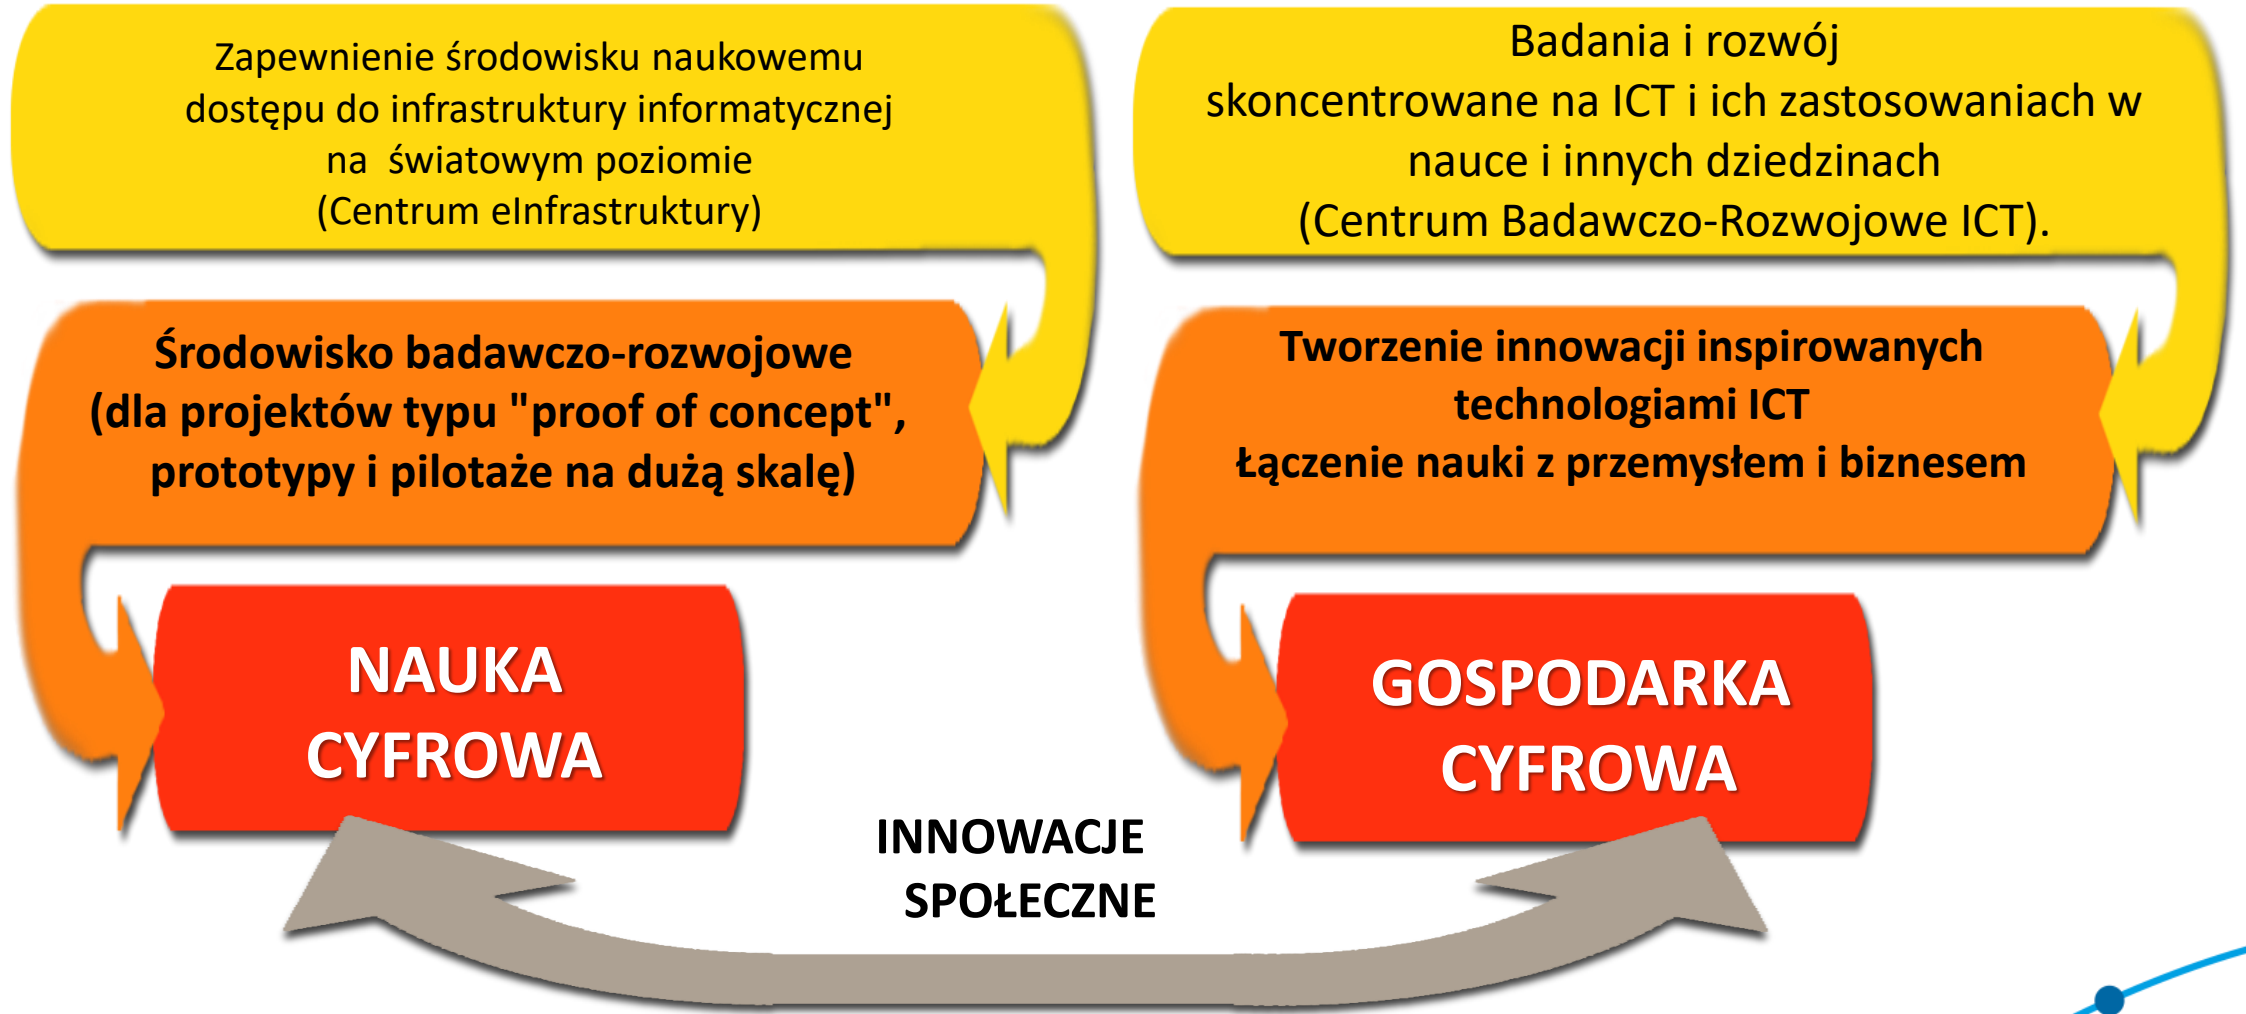 Zapewnienie środowisku naukowemu
dostępu do infrastruktury informatycznej
na światowym poziomie
(Centrum eInfrastruktury)
Środowisko badawczo-rozwojowe
(dla projektów typu "proof of concept",
prototypy i pilotaże na dużą skalę)
NAUKA
CYFROWA
Badania i rozwój
skoncentrowane na ICT i ich zastosowaniach w
nauce i innych dziedzinach
(Centrum Badawczo-Rozwojowe ICT).
Tworzenie innowacji inspirowanych
technologiami ICT
Łączenie nauki z przemysłem i biznesem
GOSPODARKA
CYFROWA
INNOWACJE
SPOŁECZNE